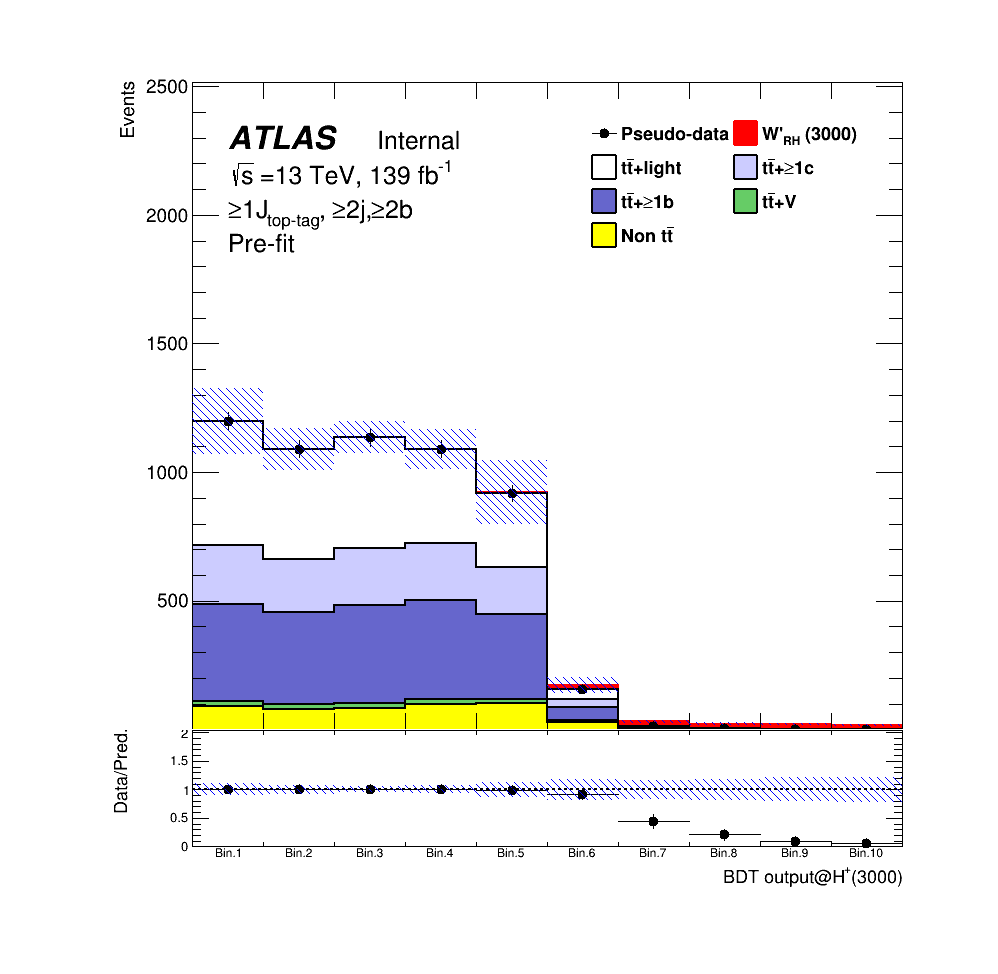 Events
2500
2000
1500
1000
500
ATLAS Internal
√s =13 TeV, 139 fb⁻¹
≥1J_top-tag, ≥2j,≥2b
Pre-fit
Pseudo-data
W'_RH (3000)
tt̄+light
tt̄+≥1c
tt̄+≥1b
tt̄+V
Non tt̄
Data/Pred.
2
1.5
1
0.5
0
Bin.1 Bin.2 Bin.3 Bin.4 Bin.5 Bin.6 Bin.7 Bin.8 Bin.9 Bin.10
BDT output@H⁺(3000)